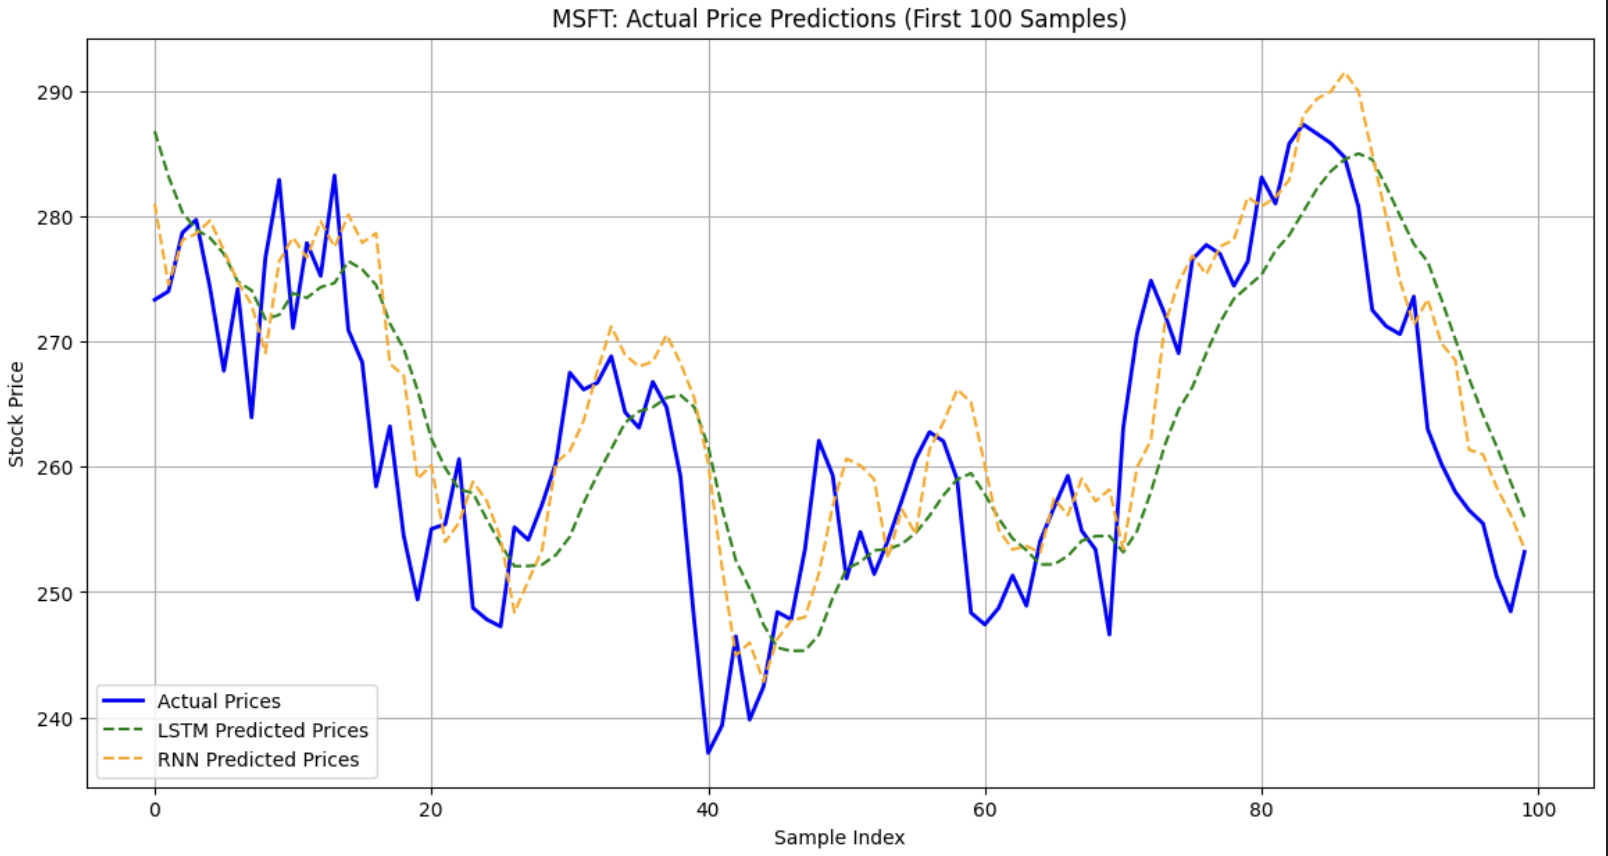 MSFT: Actual Price Predictions (First 100 Samples)
290
280
270
260
250
240
Stock Price
Actual Prices
LSTM Predicted Prices
RNN Predicted Prices
0 20 40 60 80 100
Sample Index